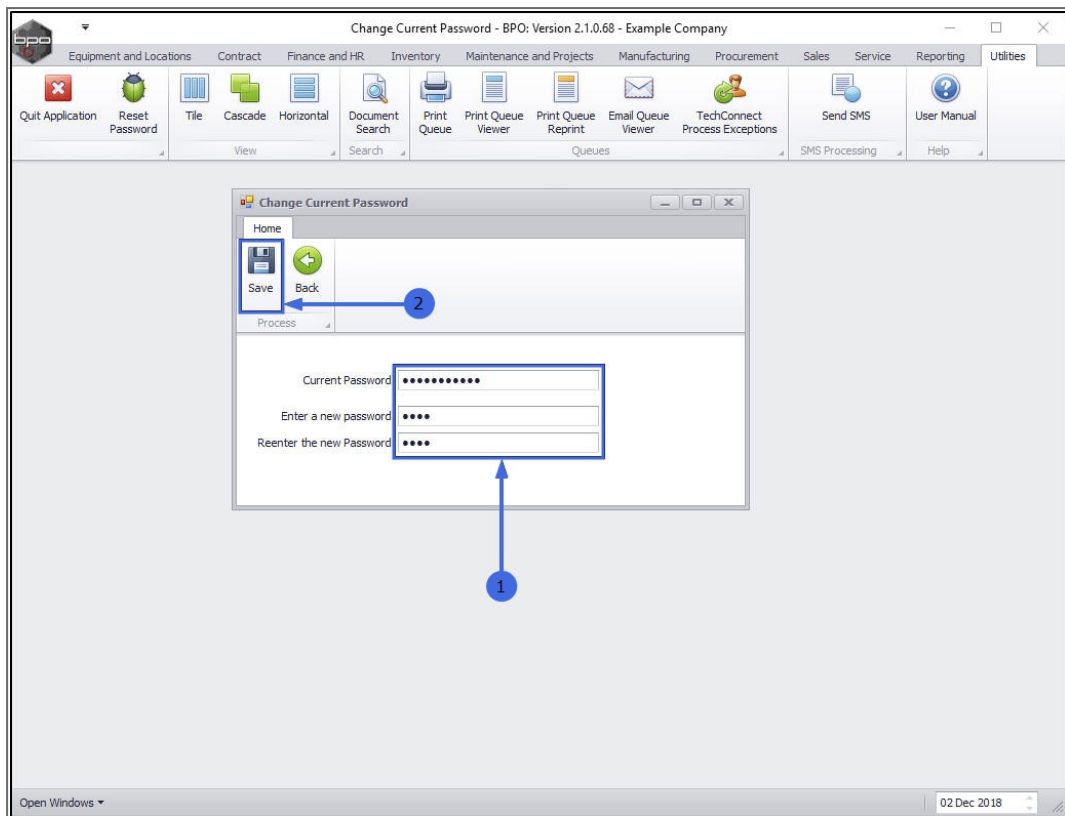 Change Current Password - BPO: Version 2.1.0.68 - Example Company
bpo
Equipment and Locations Contract Finance and HR Inventory Maintenance and Projects Manufacturing Procurement Sales Service Reporting Utilities
Quit Application Reset Password Tile Cascade Horizontal Document Search Print Queue Print Queue Viewer Print Queue Reprint Email Queue Viewer TechConnect Process Exceptions Send SMS User Manual
View Search Queues SMS Processing Help
Change Current Password
Home
Save Back
2
Process
Current Password •••••••••••
Enter a new password ••••
Reenter the new Password ••••
1
Open Windows 02 Dec 2018